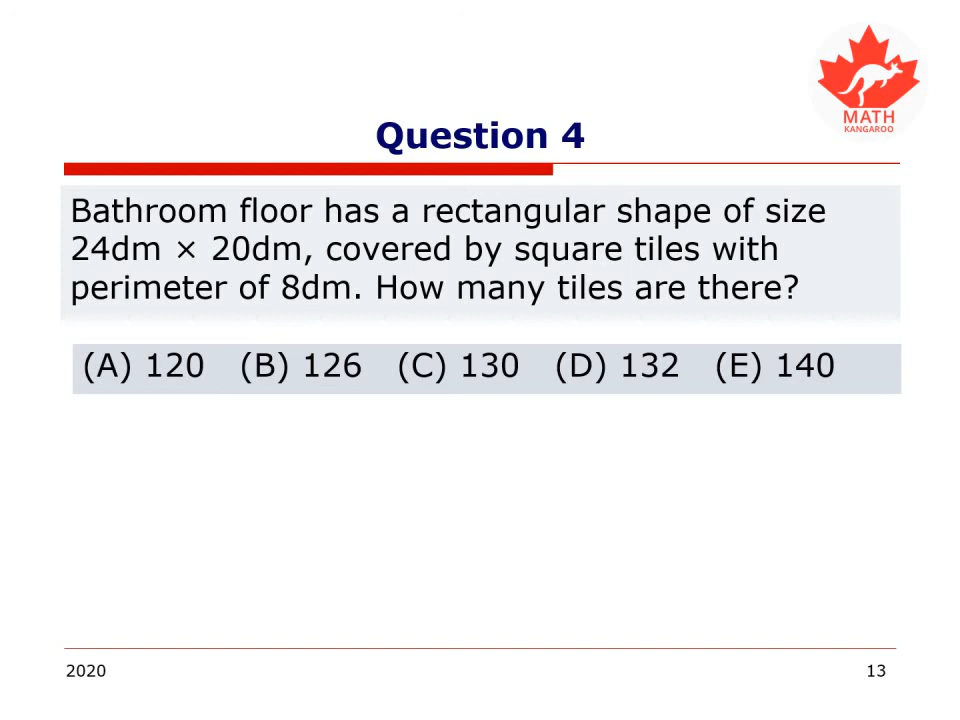 MATH
KANGAROO
Question 4
Bathroom floor has a rectangular shape of size
24dm × 20dm, covered by square tiles with
perimeter of 8dm. How many tiles are there?
(A) 120 (B) 126 (C) 130 (D) 132 (E) 140
2020 13